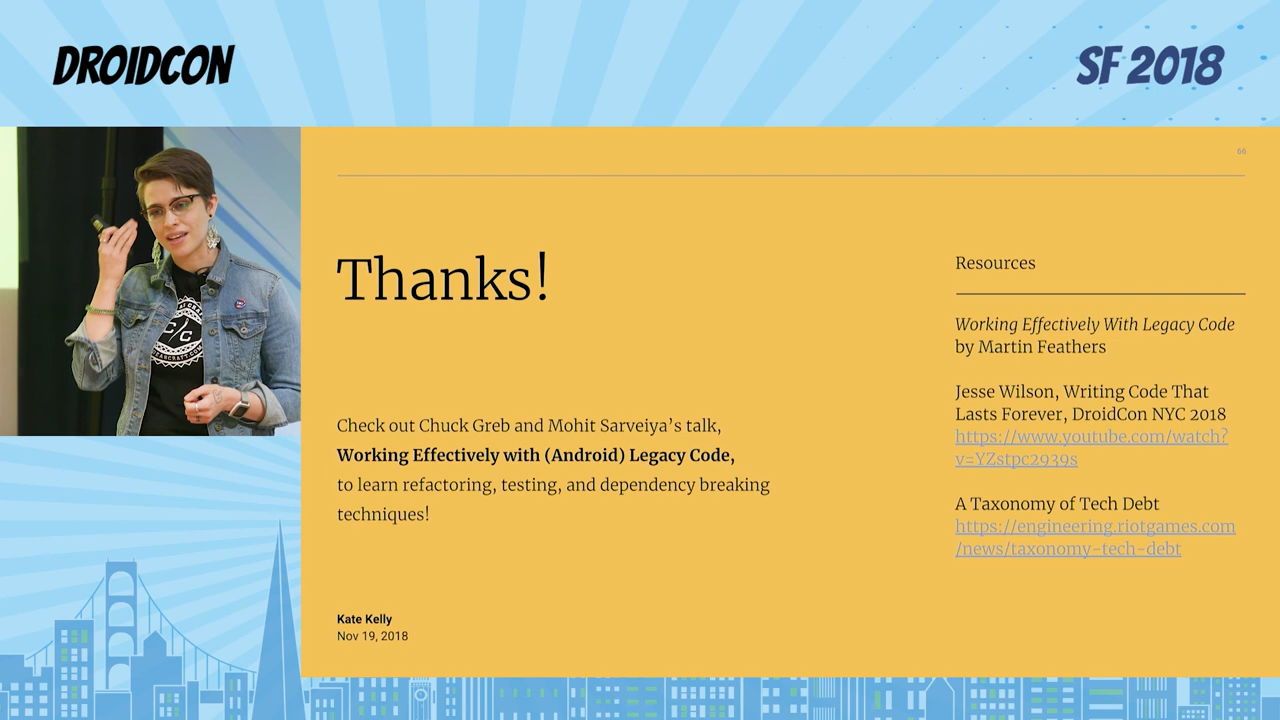 DROIDCON
SF 2018
66
Thanks!
Check out Chuck Greb and Mohit Sarveiya's talk,
Working Effectively with (Android) Legacy Code,
to learn refactoring, testing, and dependency breaking
techniques!
Kate Kelly
Nov 19, 2018
Resources
Working Effectively With Legacy Code
by Martin Feathers
Jesse Wilson, Writing Code That
Lasts Forever, DroidCon NYC 2018
https://www.youtube.com/watch?
v=YZstpc2939s
A Taxonomy of Tech Debt
https://engineering.riotgames.com
/news/taxonomy-tech-debt
C/C